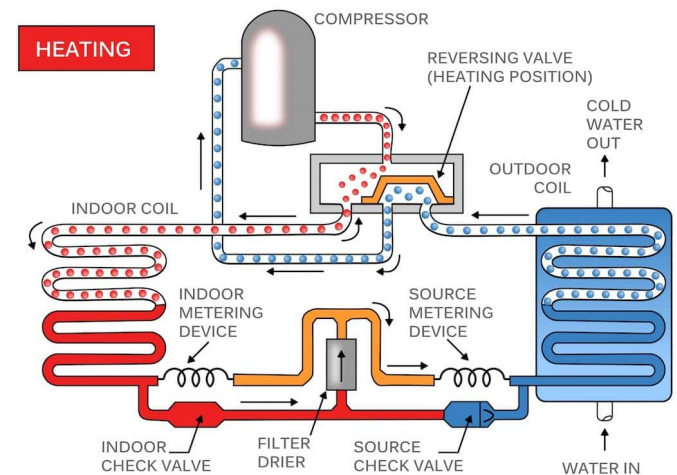 HEATING
COMPRESSOR
REVERSING VALVE
(HEATING POSITION)
COLD
WATER
OUT
OUTDOOR
COIL
INDOOR COIL
INDOOR
METERING
DEVICE
SOURCE
METERING
DEVICE
INDOOR
CHECK VALVE
FILTER
DRIER
SOURCE
CHECK VALVE
WATER IN